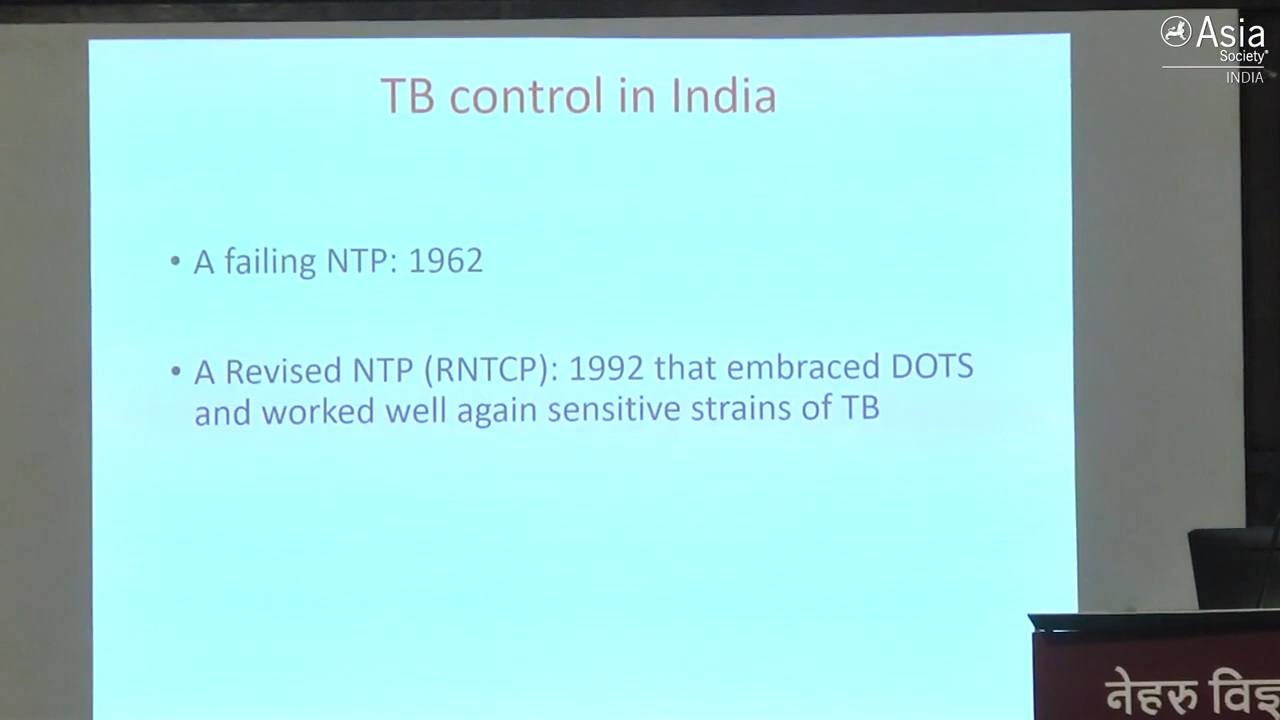 Asia
Society
INDIA
TB control in India
• A failing NTP: 1962
• A Revised NTP (RNTCP): 1992 that embraced DOTS
and worked well again sensitive strains of TB
नेहरु